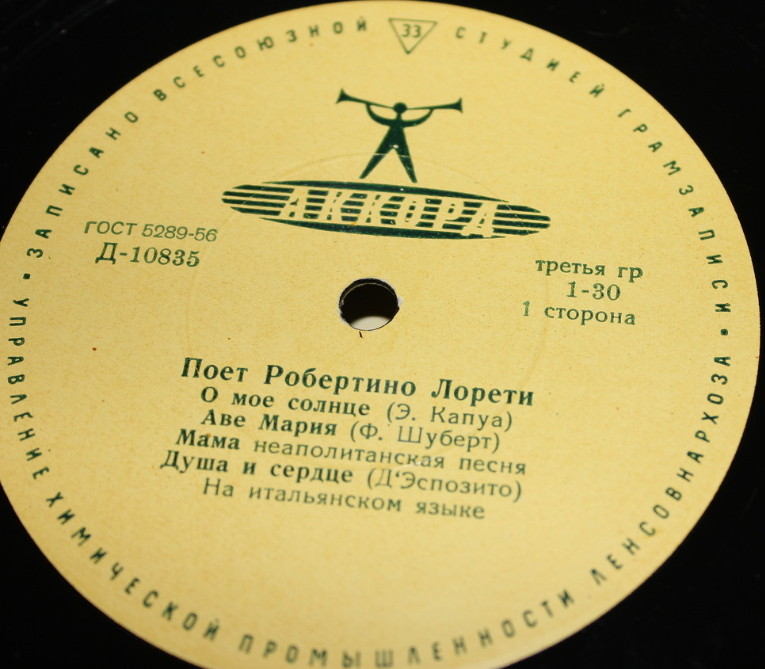 ЗАПИСАНО ВСЕСОЮЗНОЙ СТУДИЕЙ ГРАМЗАПИСИ •
33
АККОРД
ГОСТ 5289-56
Д-10835
третья гр
1-30
1 сторона
Поет Робертино Лорети
О мое солнце (Э. Капуа)
Аве Мария (Ф. Шуберт)
Мама неаполитанская песня
Душа и сердце (Д'Эспозито)
На итальянском языке
УПРАВЛЕНИЕ ХИМИЧЕСКОЙ ПРОМЫШЛЕННОСТИ ЛЕНСОВНАРХОЗА •